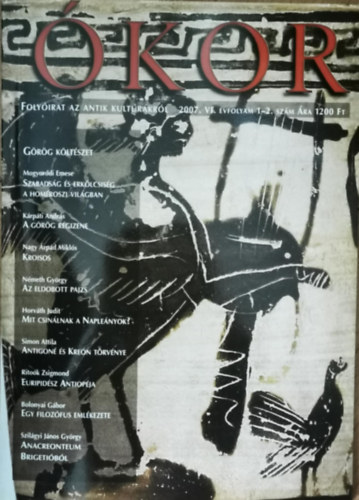 ÓKOR
FOLYÓIRAT AZ ANTIK KULTÚRÁKRÓL 2007. VI. ÉVFOLYAM 1–2. SZÁM ÁRA 1200 FT
GÖRÖG KÖLTÉSZET
Mogyoródi Emese
SZABADSÁG ÉS ERKÖLCSISÉG
A HOMÉROSZI VILÁGBAN
Kárpáti András
A GÖRÖG RÉGIZENE
Nagy Árpád Miklós
KROISOS
Németh György
AZ ELDOBOTT PAJZS
Horváth Judit
MIT CSINÁLNAK A NAPLEÁNYOK?
Simon Attila
ANTIGONÉ ÉS KREÓN TÖRVÉNYE
Ritoók Zsigmond
EURIPIDÉSZ ANTIOPÉJA
Bolonyai Gábor
EGY FILOZÓFUS EMLÉKEZETE
Szilágyi János György
ANACREONTEUM
BRIGETIÓBÓL